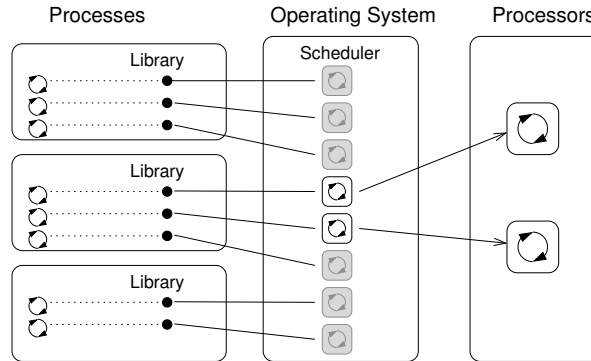 Processes
Operating System
Processors
Library
Scheduler
Library
Library